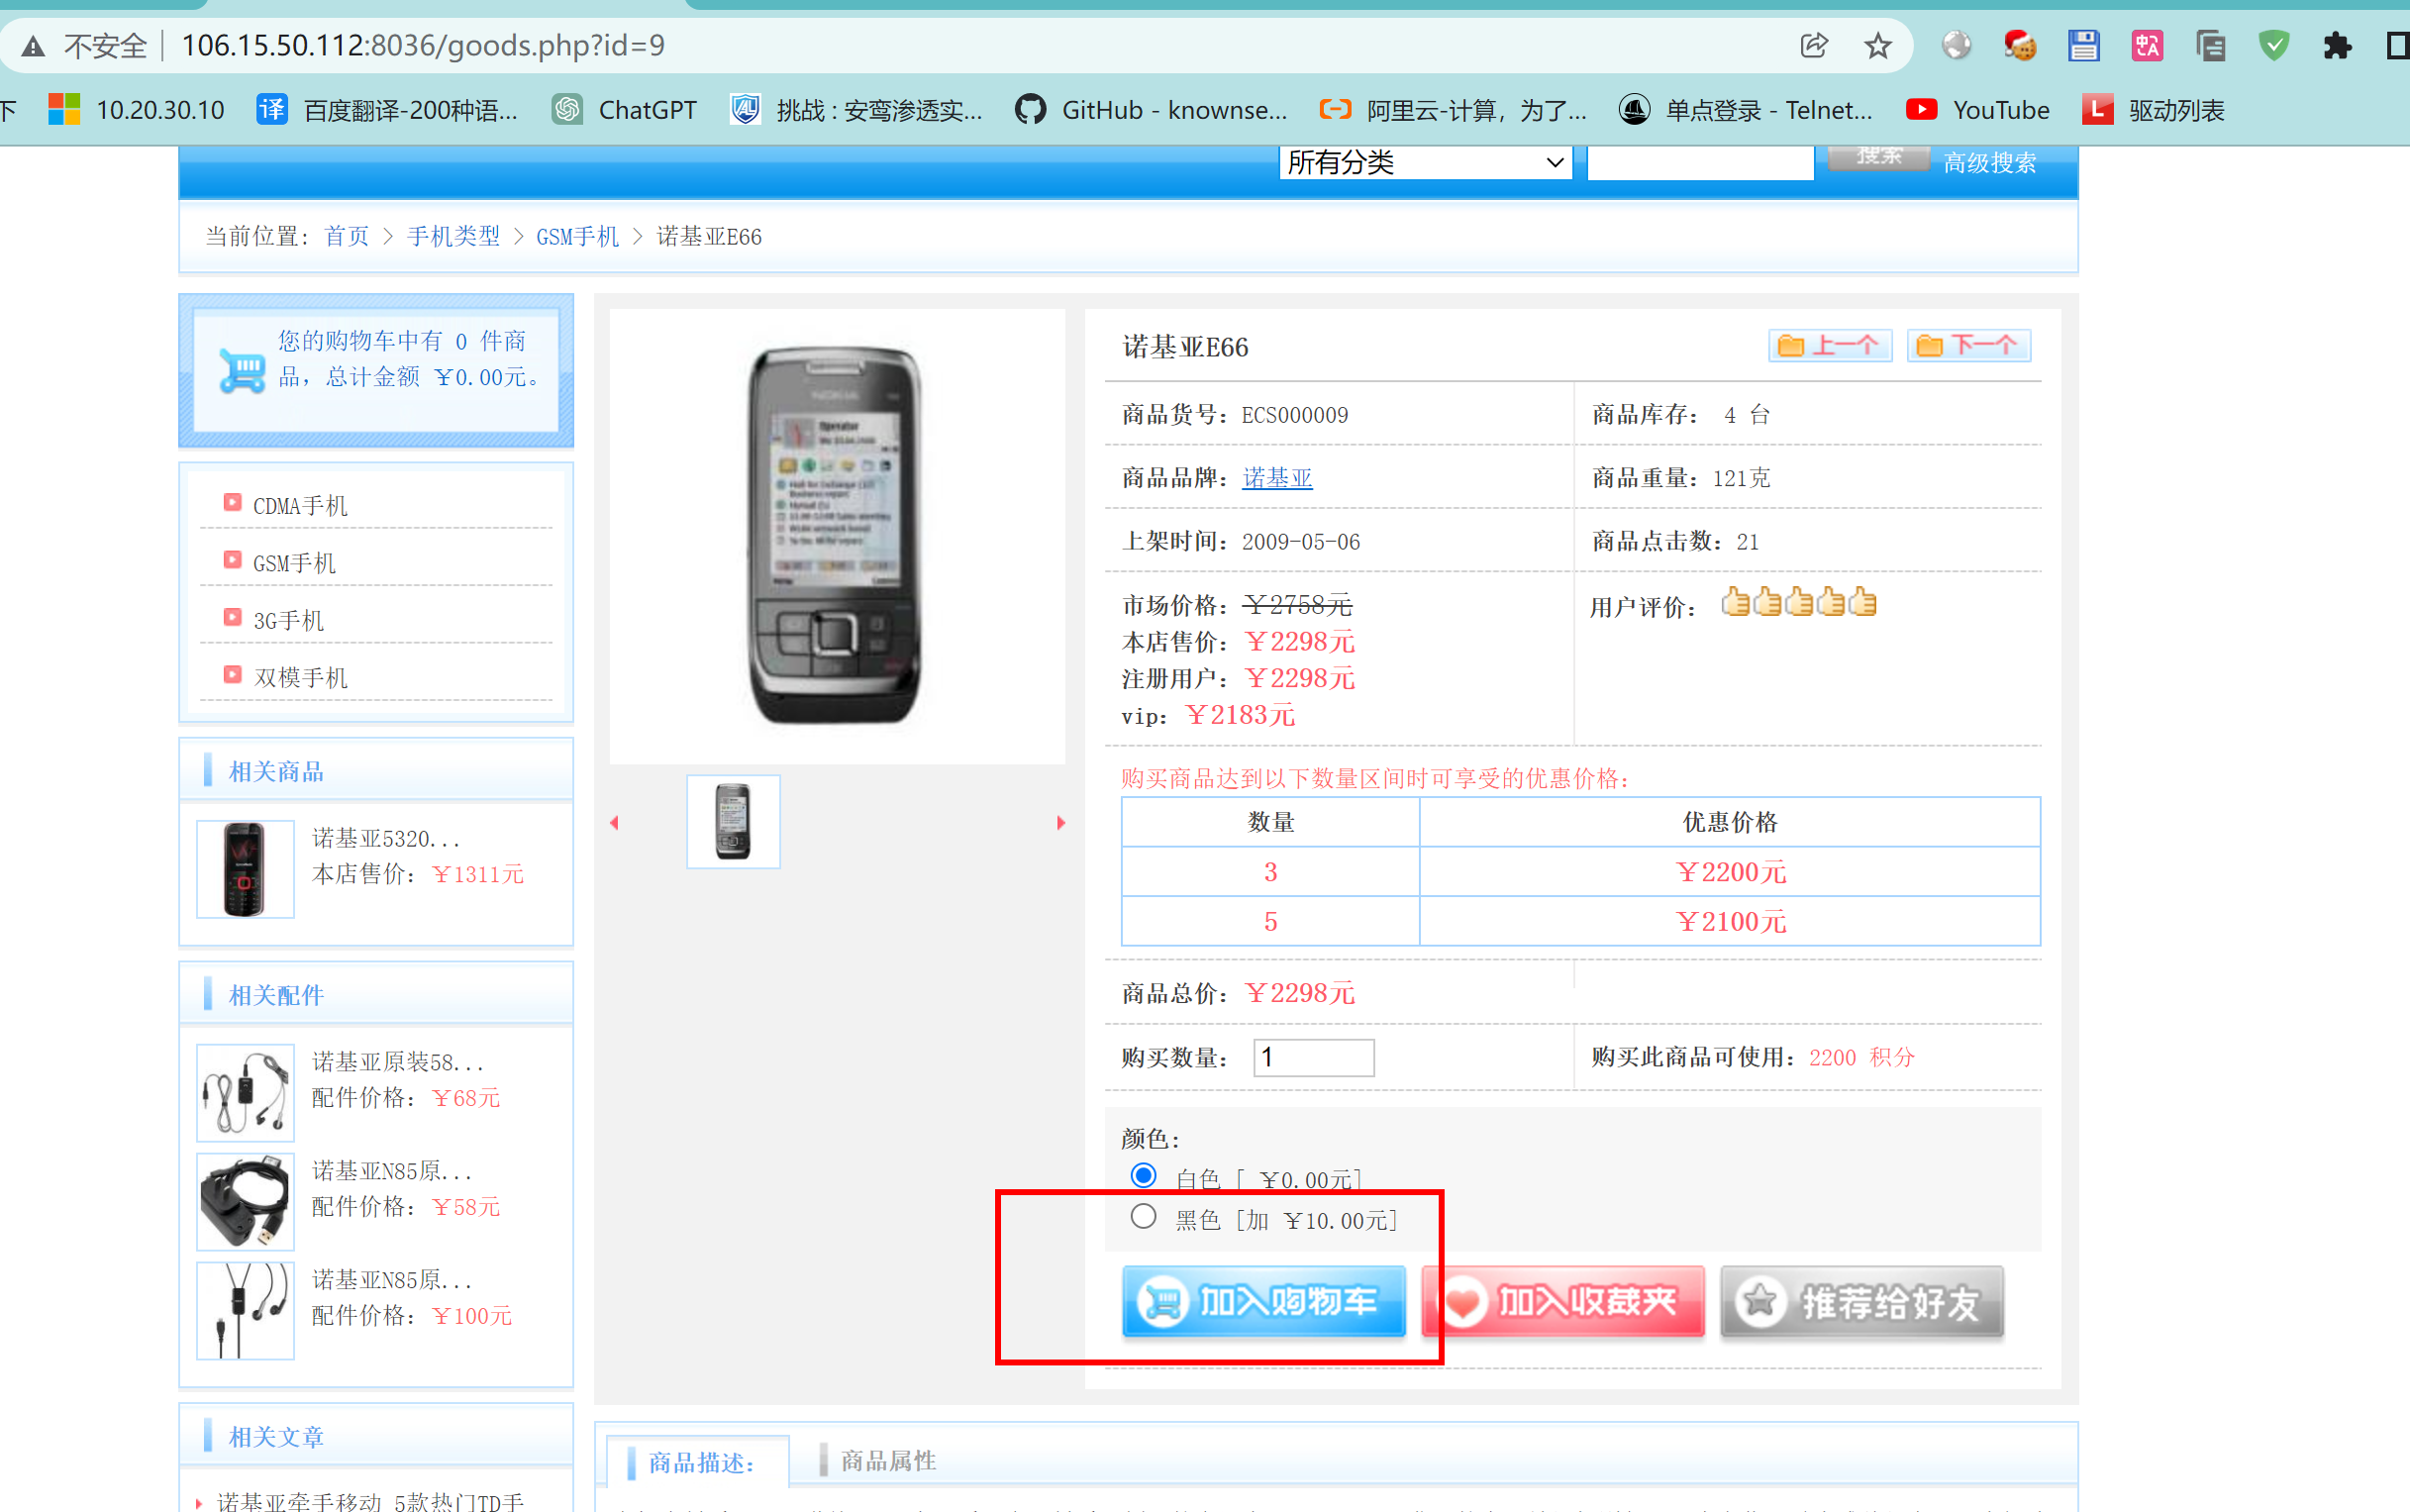 不安全 106.15.50.112:8036/goods.php?id=9
下 10.20.30.10 译 百度翻译-200种语... ChatGPT 挑战 : 安鸾渗透实... GitHub - knownse... 阿里云-计算，为了... 单点登录 - Telnet... YouTube L 驱动列表
所有分类 搜索 高级搜索
当前位置: 首页 > 手机类型 > GSM手机 > 诺基亚E66
您的购物车中有 0 件商
品，总计金额 ￥0.00元。
CDMA手机
GSM手机
3G手机
双模手机
相关商品
诺基亚5320...
本店售价：￥1311元
相关配件
诺基亚原装58...
配件价格：￥68元
诺基亚N85原...
配件价格：￥58元
诺基亚N85原...
配件价格：￥100元
相关文章
诺基亚牵手移动 5款热门TD手
NOKIA
Operator
诺基亚E66 上一个 下一个
商品货号：ECS000009 商品库存： 4 台
商品品牌：诺基亚 商品重量：121克
上架时间：2009-05-06 商品点击数：21
市场价格：￥2758元 用户评价：
本店售价：￥2298元
注册用户：￥2298元
vip：￥2183元
购买商品达到以下数量区间时可享受的优惠价格：
数量 优惠价格
3 ￥2200元
5 ￥2100元
商品总价：￥2298元
购买数量： 1 购买此商品可使用：2200 积分
颜色:
白色 [ ￥0.00元]
黑色 [加 ￥10.00元]
加入购物车 加入收藏夹 推荐给好友
商品描述： 商品属性